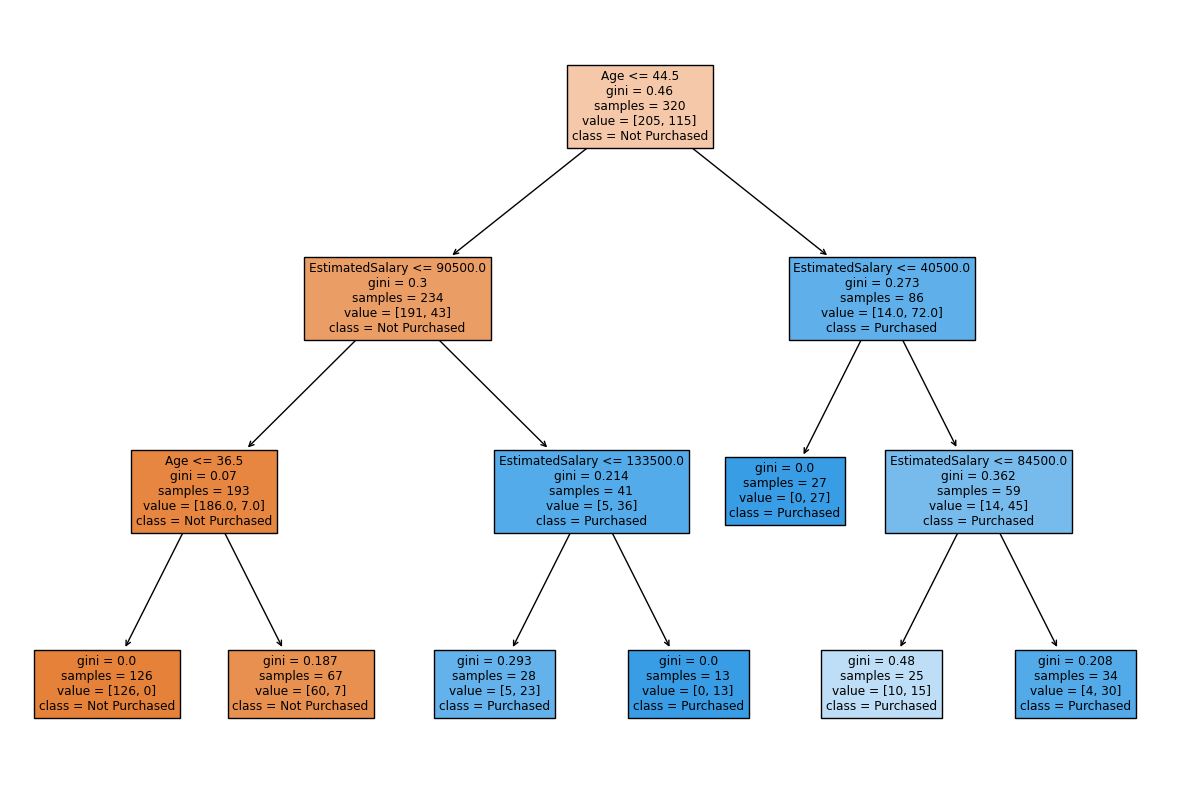 Age <= 44.5
gini = 0.46
samples = 320
value = [205, 115]
class = Not Purchased
EstimatedSalary <= 90500.0
gini = 0.3
samples = 234
value = [191, 43]
class = Not Purchased
EstimatedSalary <= 40500.0
gini = 0.273
samples = 86
value = [14.0, 72.0]
class = Purchased
Age <= 36.5
gini = 0.07
samples = 193
value = [186.0, 7.0]
class = Not Purchased
EstimatedSalary <= 133500.0
gini = 0.214
samples = 41
value = [5, 36]
class = Purchased
gini = 0.0
samples = 27
value = [0, 27]
class = Purchased
EstimatedSalary <= 84500.0
gini = 0.362
samples = 59
value = [14, 45]
class = Purchased
gini = 0.0
samples = 126
value = [126, 0]
class = Not Purchased
gini = 0.187
samples = 67
value = [60, 7]
class = Not Purchased
gini = 0.293
samples = 28
value = [5, 23]
class = Purchased
gini = 0.0
samples = 13
value = [0, 13]
class = Purchased
gini = 0.48
samples = 25
value = [10, 15]
class = Purchased
gini = 0.208
samples = 34
value = [4, 30]
class = Purchased